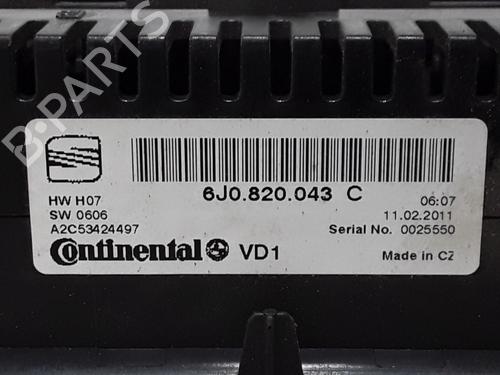 B-PARTS
6J0.820.043 C
HW H07
06:07
SW 0606
11.02.2011
A2C53424497
Serial No. 0025550
Continental VD1
Made in CZ